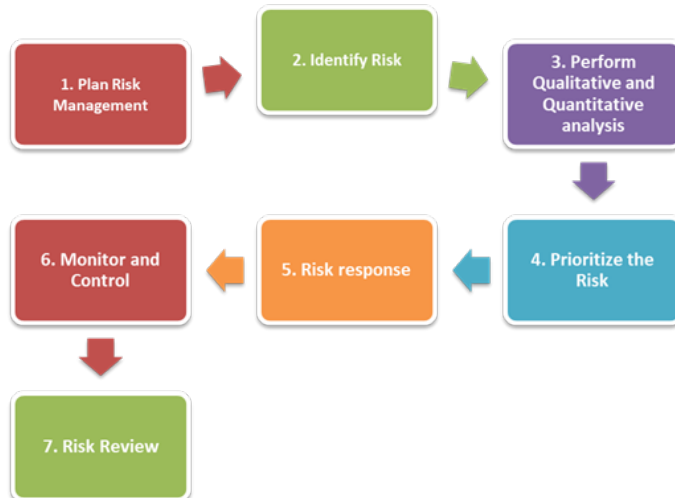 1. Plan Risk
Management
2. Identify Risk
3. Perform
Qualitative and
Quantitative
analysis
4. Prioritize the
Risk
5. Risk response
6. Monitor and
Control
7. Risk Review